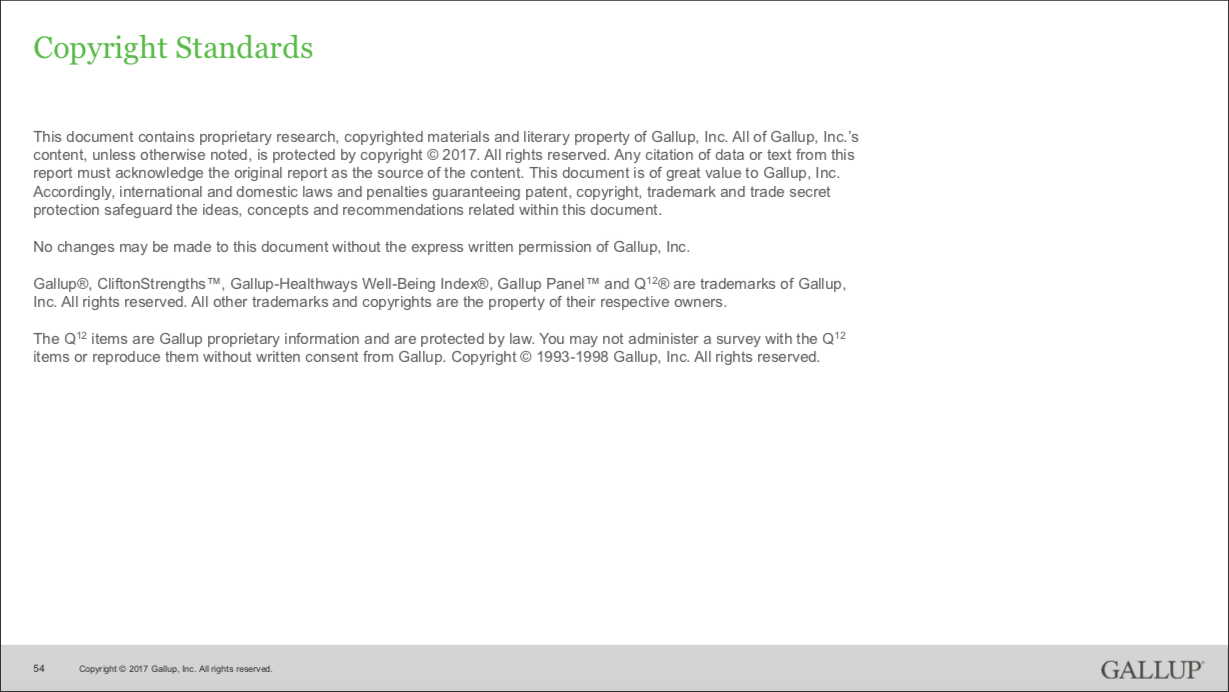 Copyright Standards
This document contains proprietary research, copyrighted materials and literary property of Gallup, Inc. All of Gallup, Inc.’s
content, unless otherwise noted, is protected by copyright © 2017. All rights reserved. Any citation of data or text from this
report must acknowledge the original report as the source of the content. This document is of great value to Gallup, Inc.
Accordingly, international and domestic laws and penalties guaranteeing patent, copyright, trademark and trade secret
protection safeguard the ideas, concepts and recommendations related within this document.
No changes may be made to this document without the express written permission of Gallup, Inc.
Gallup®, CliftonStrengths™, Gallup-Healthways Well-Being Index®, Gallup Panel™ and Q¹²® are trademarks of Gallup,
Inc. All rights reserved. All other trademarks and copyrights are the property of their respective owners.
The Q¹² items are Gallup proprietary information and are protected by law. You may not administer a survey with the Q¹²
items or reproduce them without written consent from Gallup. Copyright © 1993-1998 Gallup, Inc. All rights reserved.
54 Copyright © 2017 Gallup, Inc. All rights reserved.
GALLUP®